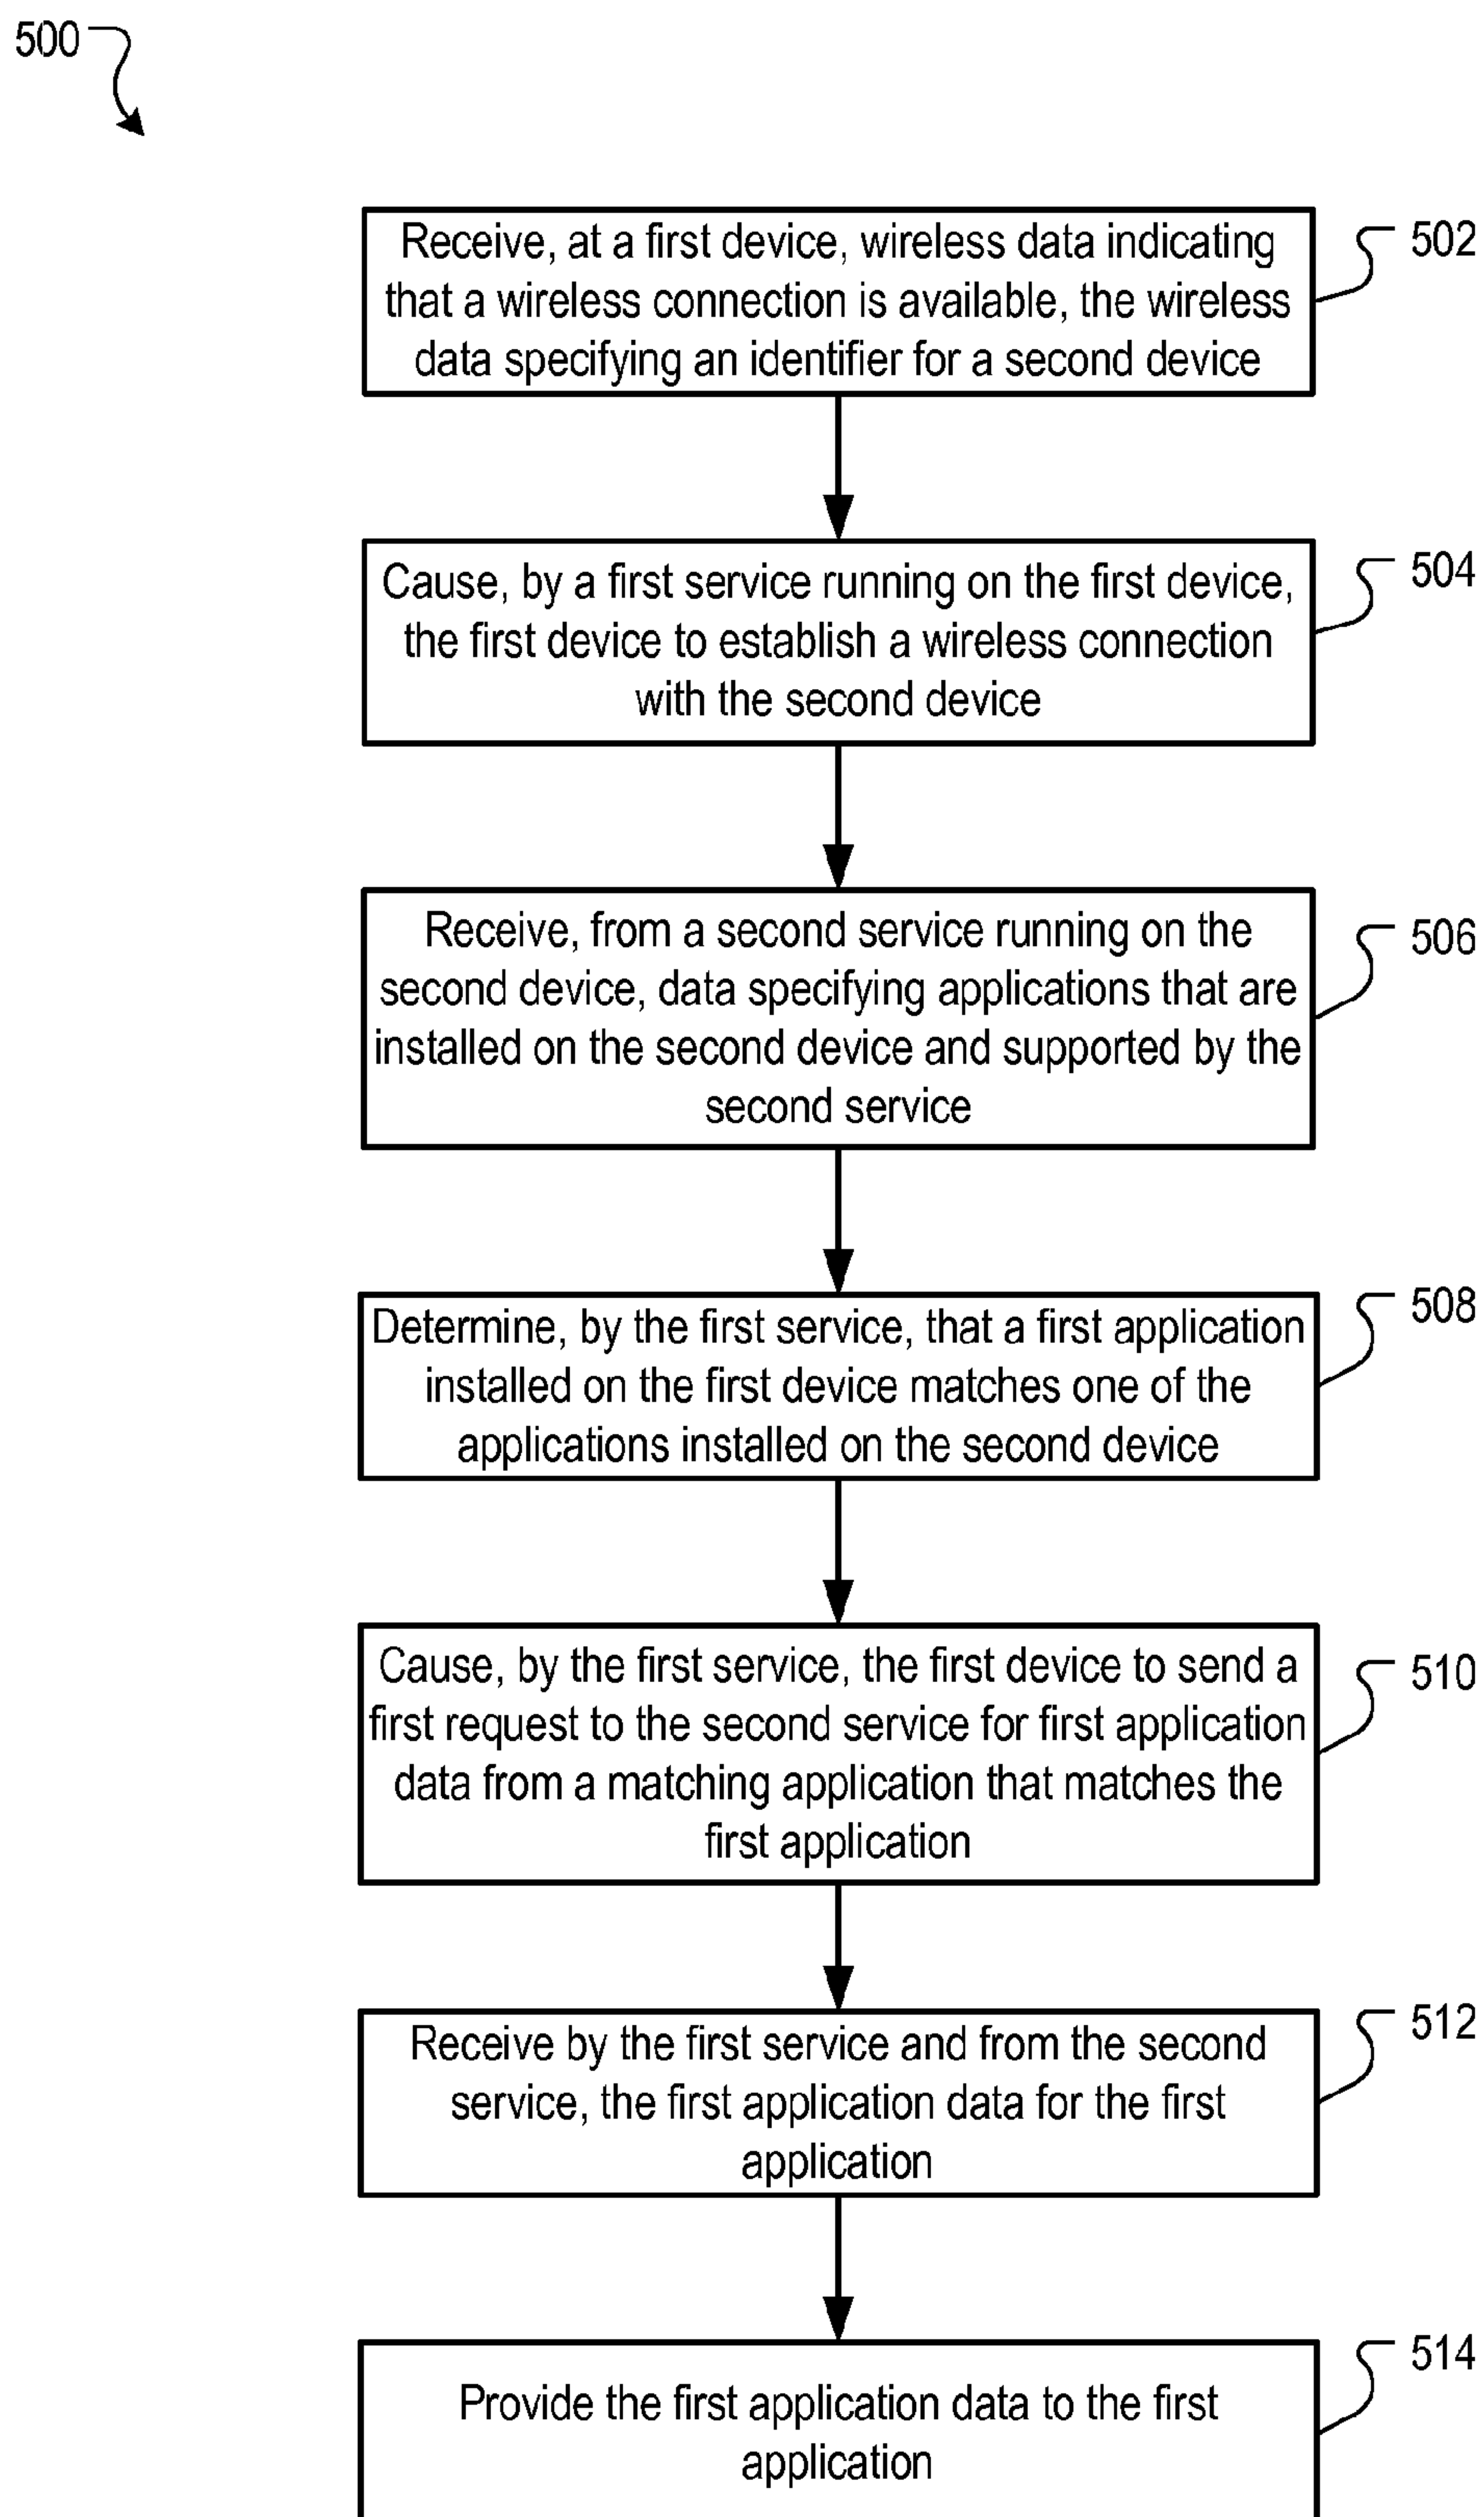 500
Receive, at a first device, wireless data indicating
that a wireless connection is available, the wireless
data specifying an identifier for a second device
502
Cause, by a first service running on the first device,
the first device to establish a wireless connection
with the second device
504
Receive, from a second service running on the
second device, data specifying applications that are
installed on the second device and supported by the
second service
506
Determine, by the first service, that a first application
installed on the first device matches one of the
applications installed on the second device
508
Cause, by the first service, the first device to send a
first request to the second service for first application
data from a matching application that matches the
first application
510
Receive by the first service and from the second
service, the first application data for the first
application
512
Provide the first application data to the first
application
514